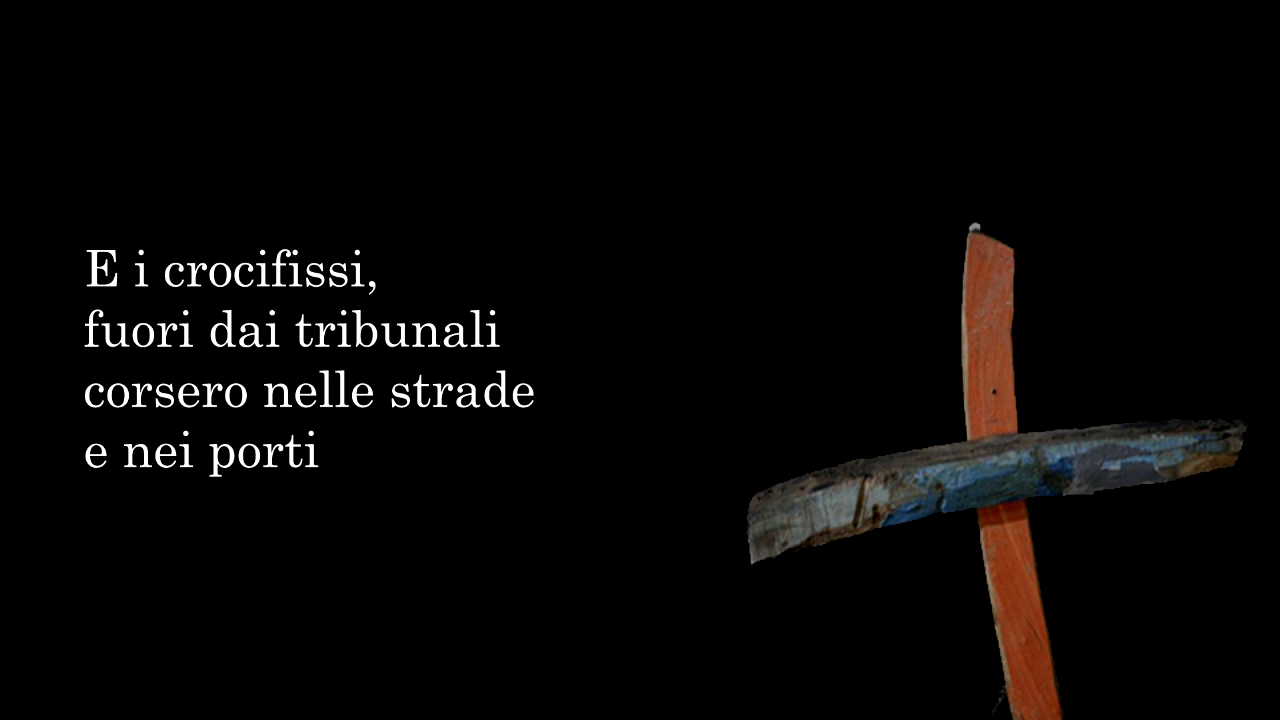 E i crocifissi,
fuori dai tribunali
corsero nelle strade
e nei porti